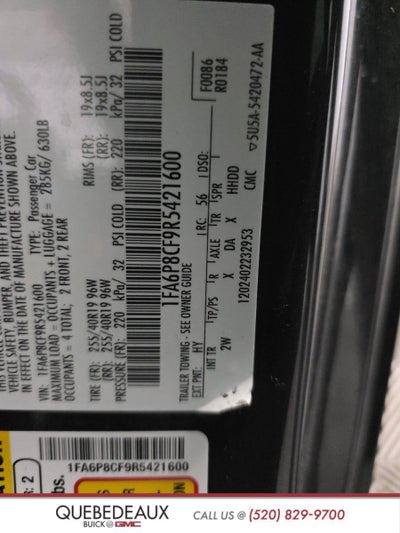 VEHICLE SAFETY, BUMPER, AND THEFT PREVENTION
IN EFFECT ON THE DATE OF MANUFACTURE SHOWN ABOVE.
VIN: 1FA6P8CF9R5421600 TYPE: Passenger Car
OCCUPANTS + LUGGAGE = 285KG/ 630LB
OCCUPANTS = 4 TOTAL; 2 FRONT, 2 REAR
TIRE (FR): 255/40R19 96W RIMS (FR): 19x8.5J
(RR): 255/40R19 96W (RR): 19x8.5J
PRESSURE (FR): 220 kPa/ 32 PSI COLD (RR): 220 kPa/ 32 PSI COLD
1FA6P8CF9R5421600
TRAILER TOWING - SEE OWNER GUIDE
EXT PNT: HY RC: 56 DSO: F0086
R0184
INT TR TP/PS R AXLE TR SPR
2W X DA X HHDD
1202402232953 CMC
▽5U5A-5420472-AA
R: 2
bs.
1FA6P8CF9R5421600
QUEBEDEAUX
BUICK GMC
CALL US @ (520) 829-9700